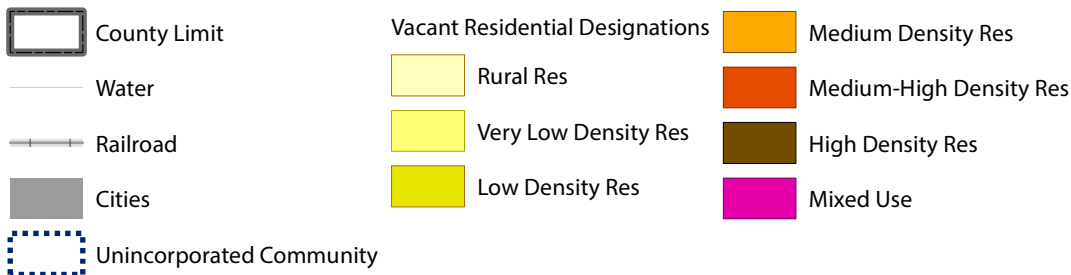 County Limit
Water
Railroad
Cities
Unincorporated Community
Vacant Residential Designations
Rural Res
Very Low Density Res
Low Density Res
Medium Density Res
Medium-High Density Res
High Density Res
Mixed Use